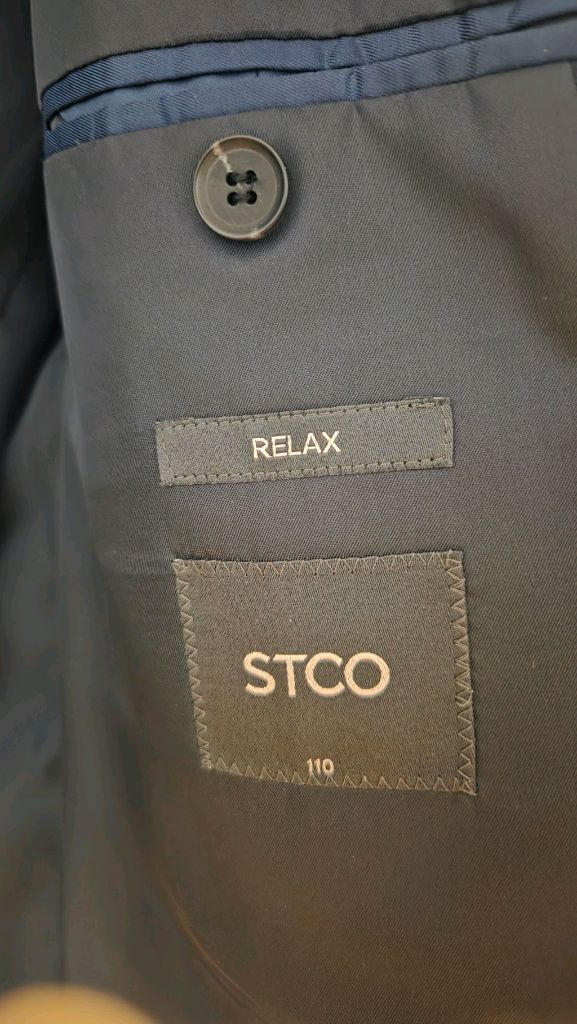 RELAX
STCO
110